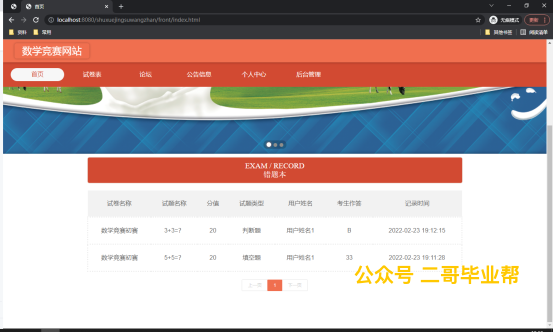 首页
localhost:8080/shuxuejingsaiwangzhan/front/index.html
无痕模式
更新
资料
常用
其他书签
阅读清单
数学竞赛网站
首页
试卷表
论坛
公告信息
个人中心
后台管理
EXAM / RECORD
错题本
试卷名称 试题名称 分值 试题类型 用户姓名 考生作答 记录时间
数学竞赛初赛 3+3=? 20 判断题 用户姓名1 B 2022-02-23 19:12:15
数学竞赛初赛 5+5=? 20 填空题 用户姓名1 33 2022-02-23 19:11:28
上一页 1 下一页
公众号 二哥毕业帮